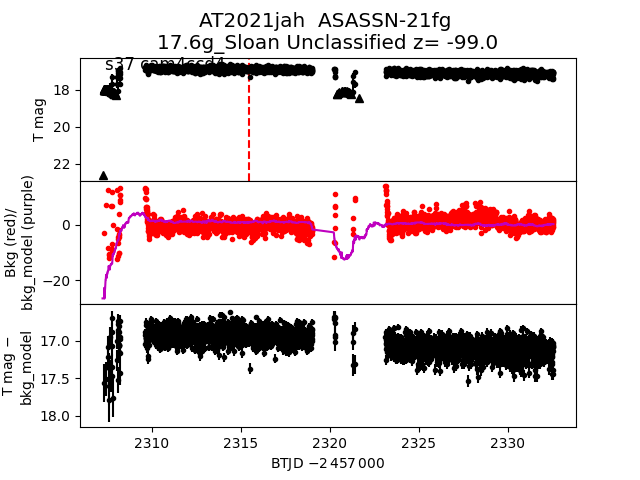 AT2021jah ASASSN-21fg
17.6g_Sloan Unclassified z= -99.0
s37 cam4ccd4
T mag
18
20
22
Bkg (red)/
bkg_model (purple)
0
−20
T mag −
bkg_model
17.0
17.5
18.0
2310
2315
2320
2325
2330
BTJD −2 457 000